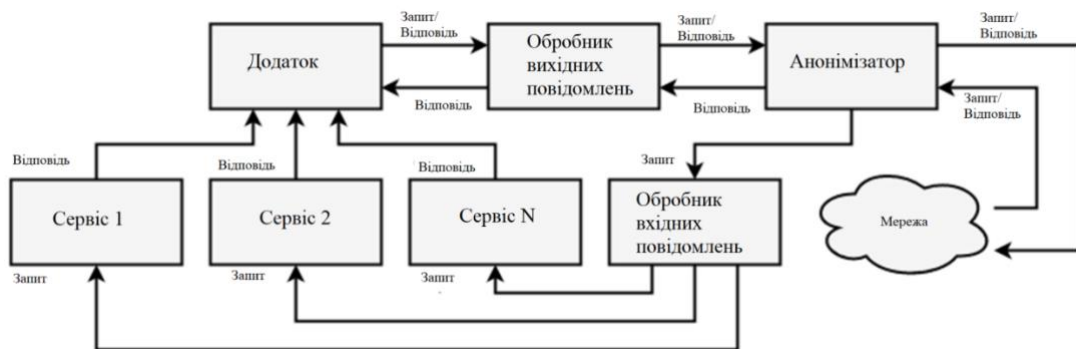 Запит/
Відповідь
Запит/
Відповідь
Запит/
Відповідь
Додаток
Обробник
вихідних
повідомлень
Анонімізатор
Відповідь
Відповідь
Запит/
Відповідь
Відповідь
Відповідь
Відповідь
Запит
Сервіс 1
Сервіс 2
Сервіс N
Обробник
вхідних
повідомлень
Мережа
Запит
Запит
Запит